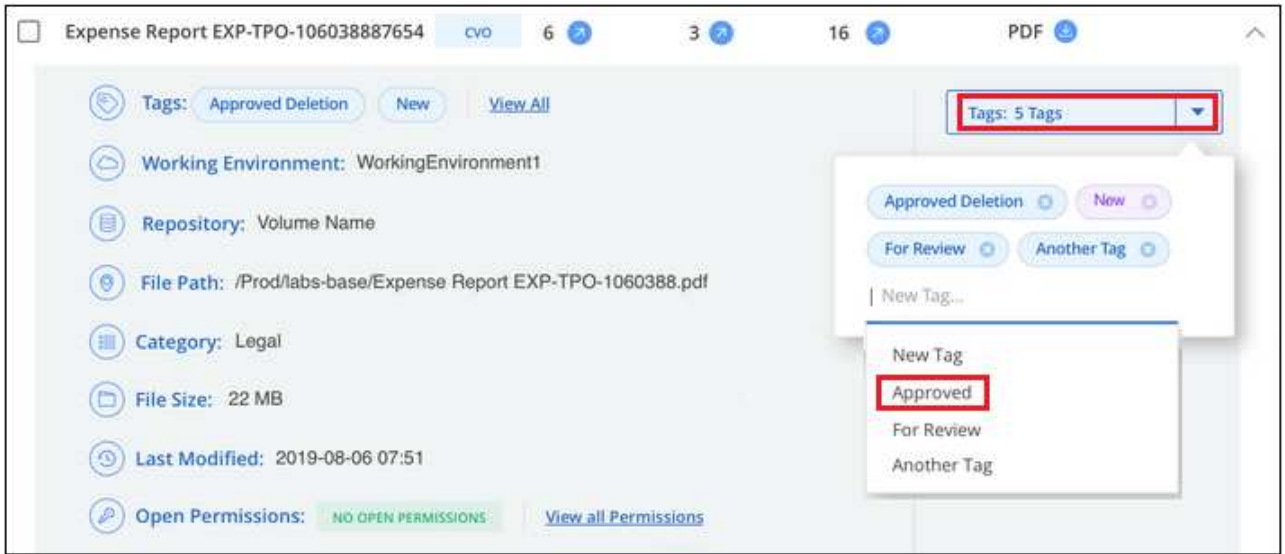 Expense Report EXP-TPO-106038887654 CVO 6 3 16 PDF
Tags: Approved Deletion New View All
Working Environment: WorkingEnvironment1
Repository: Volume Name
File Path: /Prod/labs-base/Expense Report EXP-TPO-1060388.pdf
Category: Legal
File Size: 22 MB
Last Modified: 2019-08-06 07:51
Open Permissions: NO OPEN PERMISSIONS View all Permissions
Tags: 5 Tags
Approved Deletion New
For Review Another Tag
New Tag...
New Tag
Approved
For Review
Another Tag